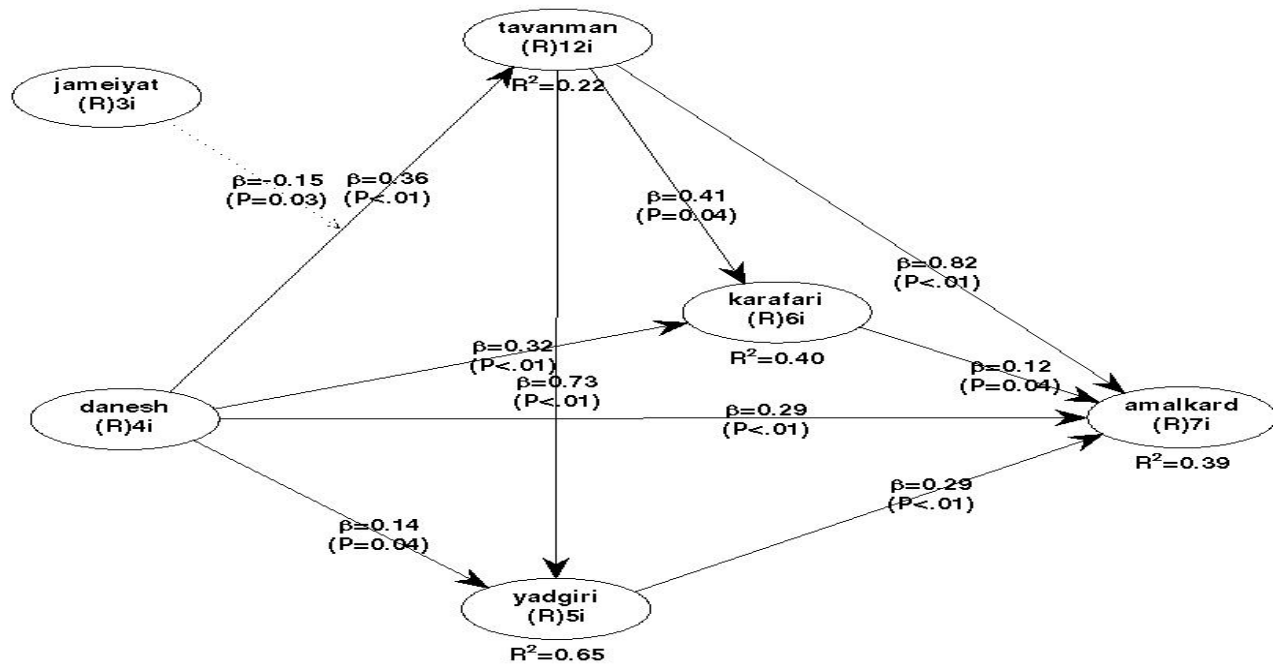 tavanman
(R)12i
R²=0.22
jameiyat
(R)3i
β=-0.15
(P=0.03)
β=0.36
(P<.01)
β=0.41
(P=0.04)
β=0.82
(P<.01)
karafari
(R)6i
R²=0.40
β=0.32
(P<.01)
β=0.73
(P<.01)
β=0.12
(P=0.04)
danesh
(R)4i
β=0.29
(P<.01)
amalkard
(R)7i
R²=0.39
β=0.29
(P<.01)
β=0.14
(P=0.04)
yadgiri
(R)5i
R²=0.65